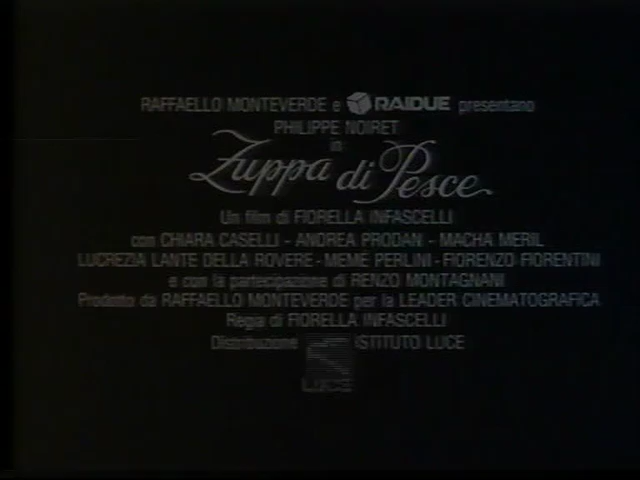 RAFFAELLO MONTEVERDE e RAIDUE presentano
PHILIPPE NOIRET
in
Zuppa di Pesce
Un film di FIORELLA INFASCELLI
con CHIARA CASELLI - ANDREA PRODAN - MACHA MERIL
LUCREZIA LANTE DELLA ROVERE - MEME PERLINI - FIORENZO FIORENTINI
e con la partecipazione di RENZO MONTAGNANI
Prodotto da RAFFAELLO MONTEVERDE per la LEADER CINEMATOGRAFICA
Regia di FIORELLA INFASCELLI
Distribuzione ISTITUTO LUCE
LUCE